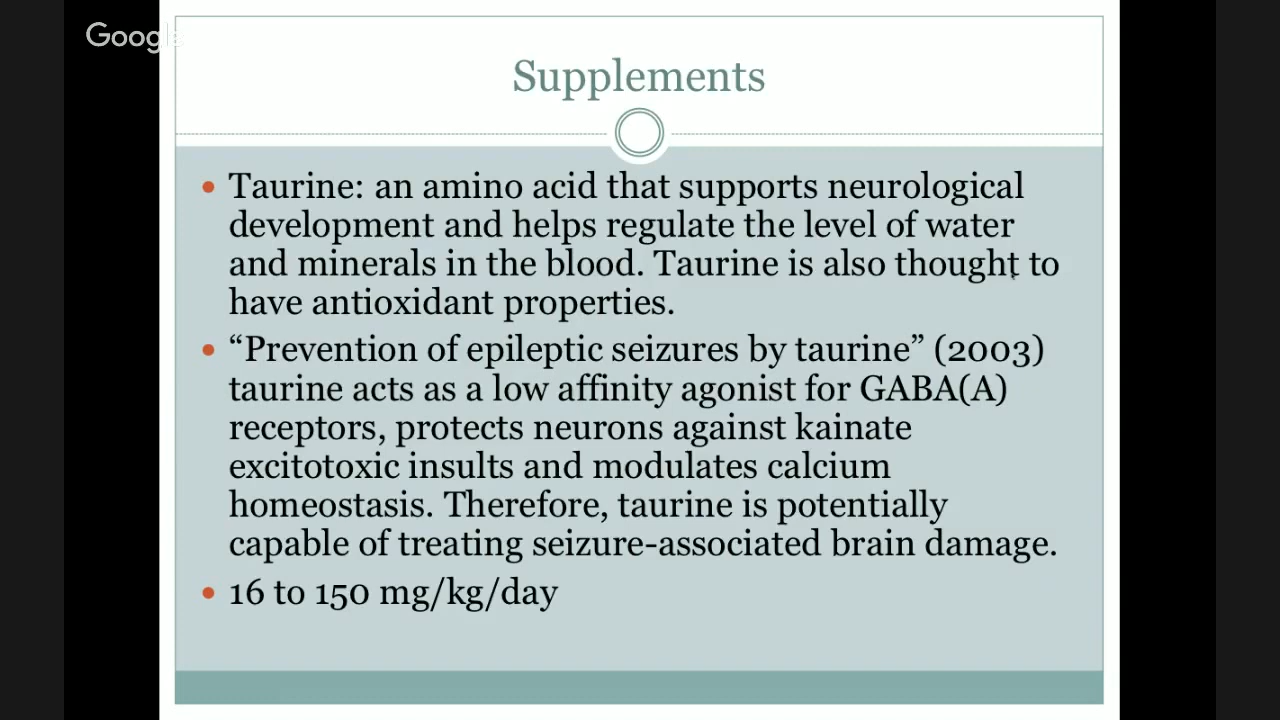 Google
Supplements
• Taurine: an amino acid that supports neurological
development and helps regulate the level of water
and minerals in the blood. Taurine is also thought to
have antioxidant properties.
• “Prevention of epileptic seizures by taurine” (2003)
taurine acts as a low affinity agonist for GABA(A)
receptors, protects neurons against kainate
excitotoxic insults and modulates calcium
homeostasis. Therefore, taurine is potentially
capable of treating seizure-associated brain damage.
• 16 to 150 mg/kg/day